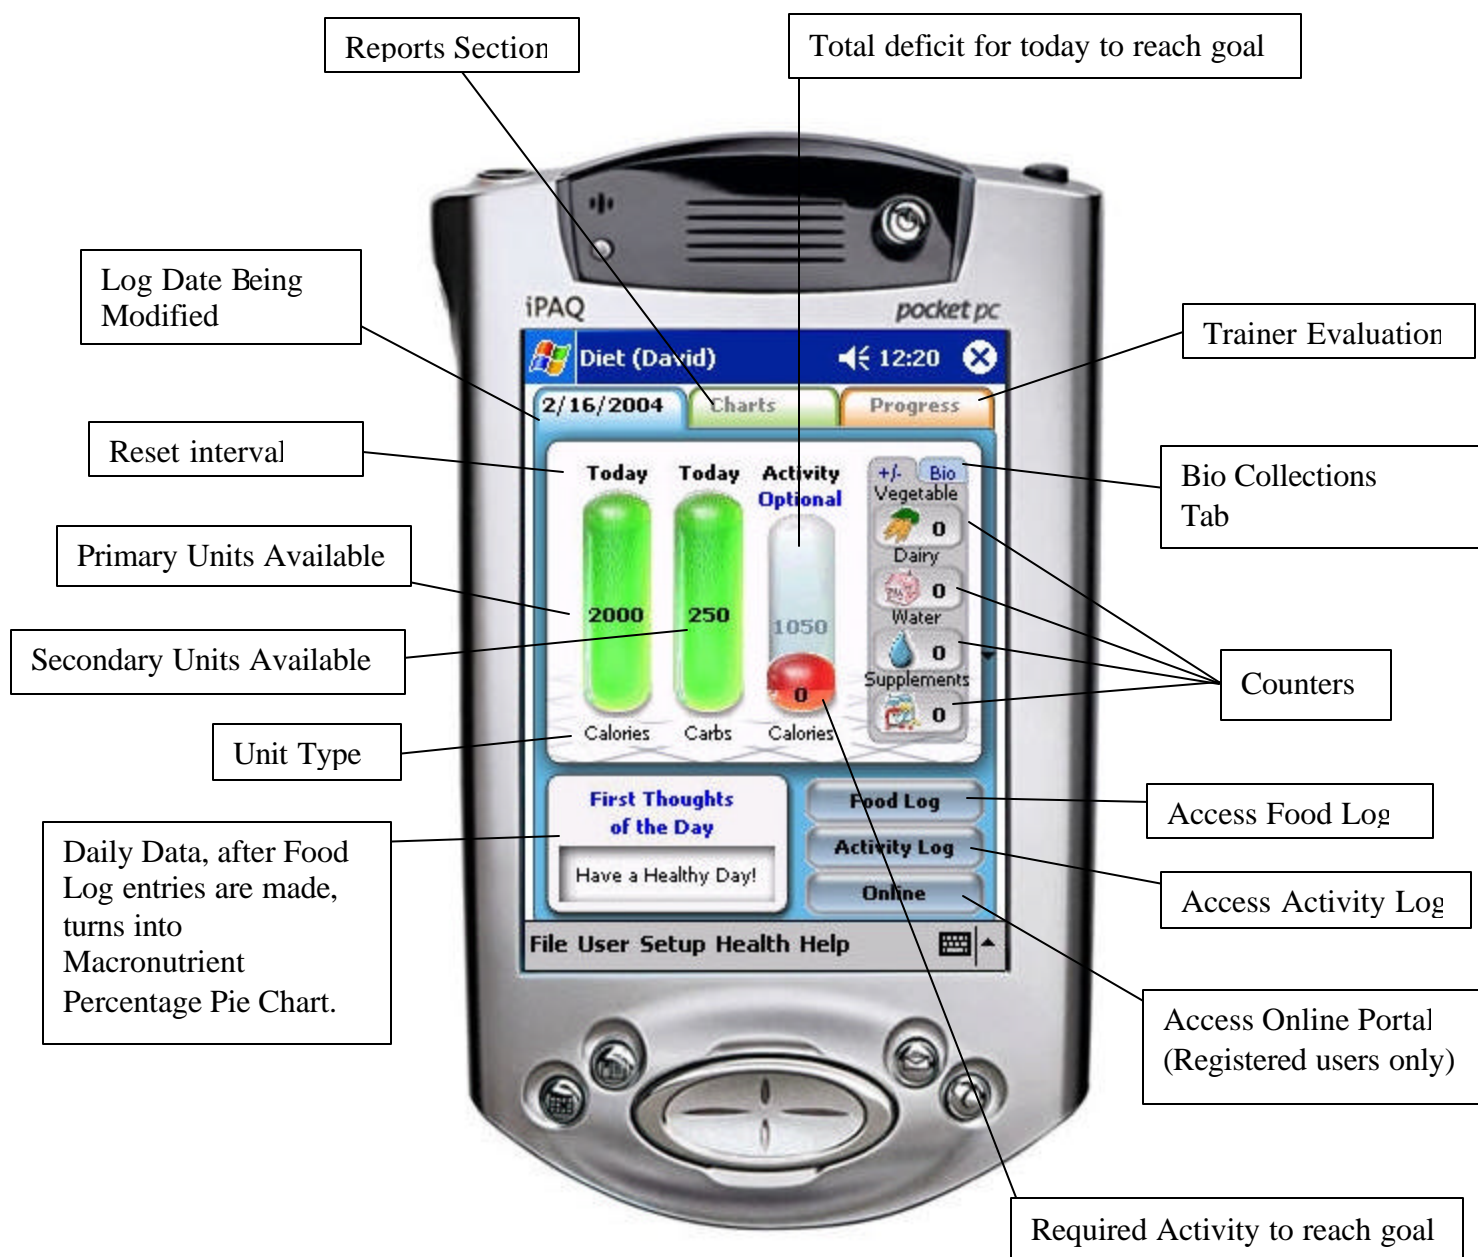 Reports Section
Total deficit for today to reach goal
Log Date Being
Modified
iPAQ
pocket pc
Trainer Evaluation
Diet (David)
12:20
2/16/2004
Charts
Progress
Reset interval
Bio Collections
Tab
Today
Today
Activity
Optional
+/-
Bio
Vegetable
0
Dairy
0
Water
0
Supplements
0
Primary Units Available
2000
250
1050
0
Secondary Units Available
Counters
Unit Type
Calories
Carbs
Calories
First Thoughts
of the Day
Have a Healthy Day!
Food Log
Activity Log
Online
Access Food Log
Access Activity Log
Daily Data, after Food
Log entries are made,
turns into
Macronutrient
Percentage Pie Chart.
File User Setup Health Help
Access Online Portal
(Registered users only)
Required Activity to reach goal